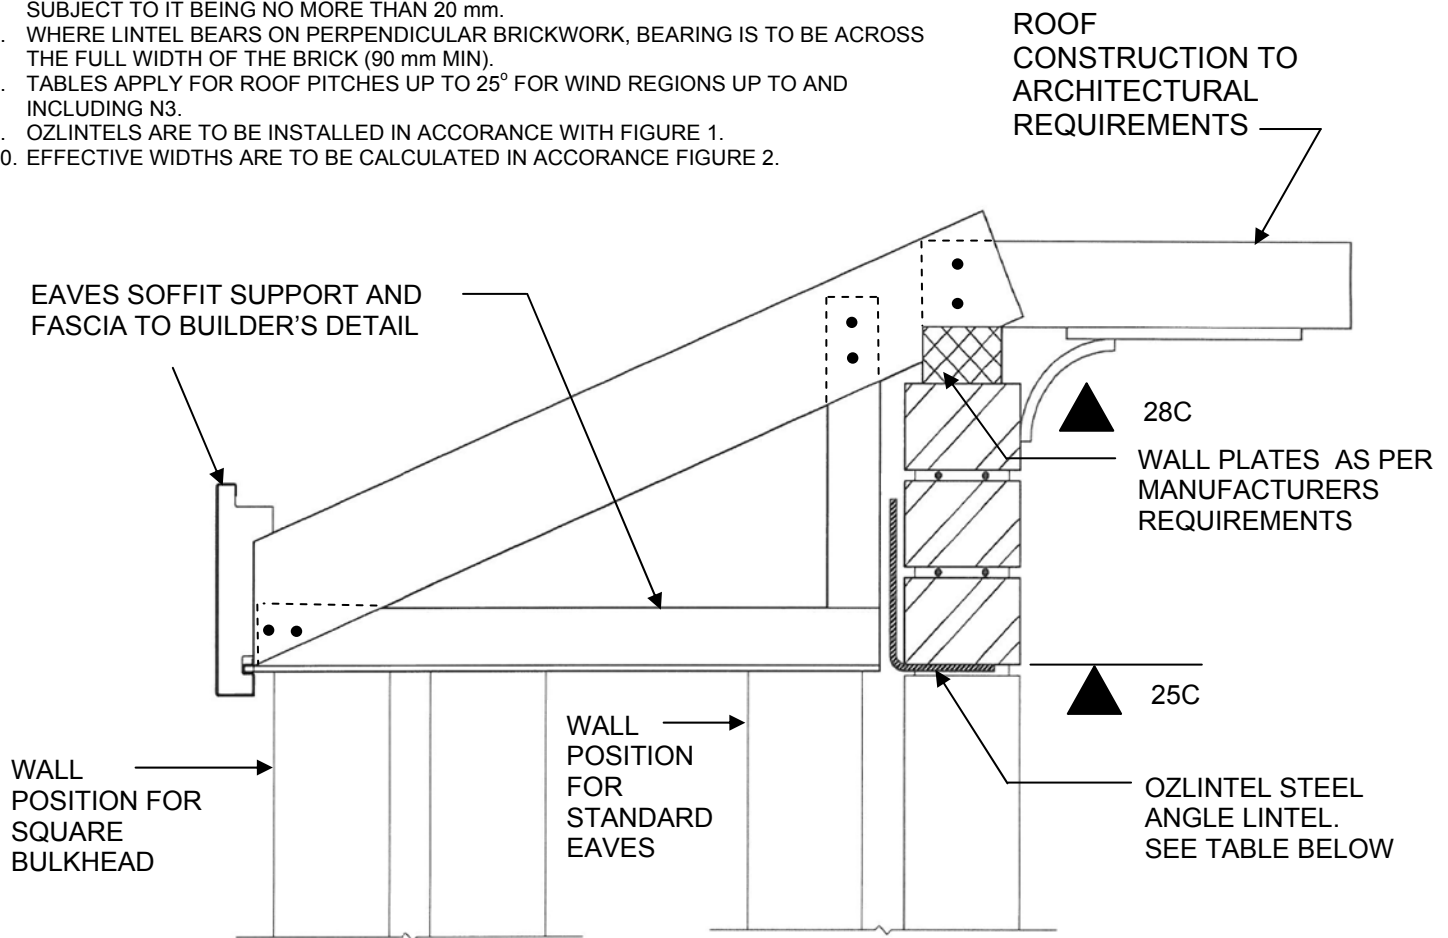 SUBJECT TO IT BEING NO MORE THAN 20 mm.
. WHERE LINTEL BEARS ON PERPENDICULAR BRICKWORK, BEARING IS TO BE ACROSS
THE FULL WIDTH OF THE BRICK (90 mm MIN).
. TABLES APPLY FOR ROOF PITCHES UP TO 25° FOR WIND REGIONS UP TO AND
INCLUDING N3.
. OZLINTELS ARE TO BE INSTALLED IN ACCORANCE WITH FIGURE 1.
0. EFFECTIVE WIDTHS ARE TO BE CALCULATED IN ACCORANCE FIGURE 2.
ROOF
CONSTRUCTION TO
ARCHITECTURAL
REQUIREMENTS
EAVES SOFFIT SUPPORT AND
FASCIA TO BUILDER'S DETAIL
28C
WALL PLATES AS PER
MANUFACTURERS
REQUIREMENTS
25C
WALL
POSITION FOR
SQUARE
BULKHEAD
WALL
POSITION
FOR
STANDARD
EAVES
OZLINTEL STEEL
ANGLE LINTEL.
SEE TABLE BELOW